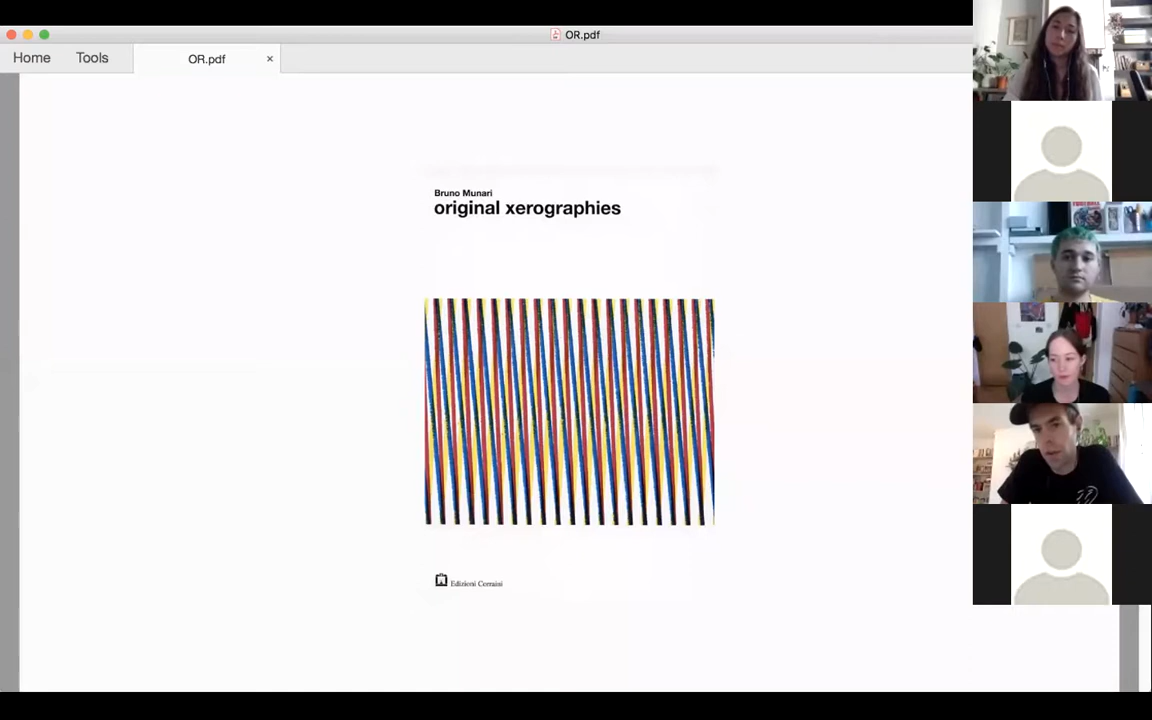 OR.pdf
Home
Tools
OR.pdf
×
Bruno Munari
original xerographies
Edizioni Corraini